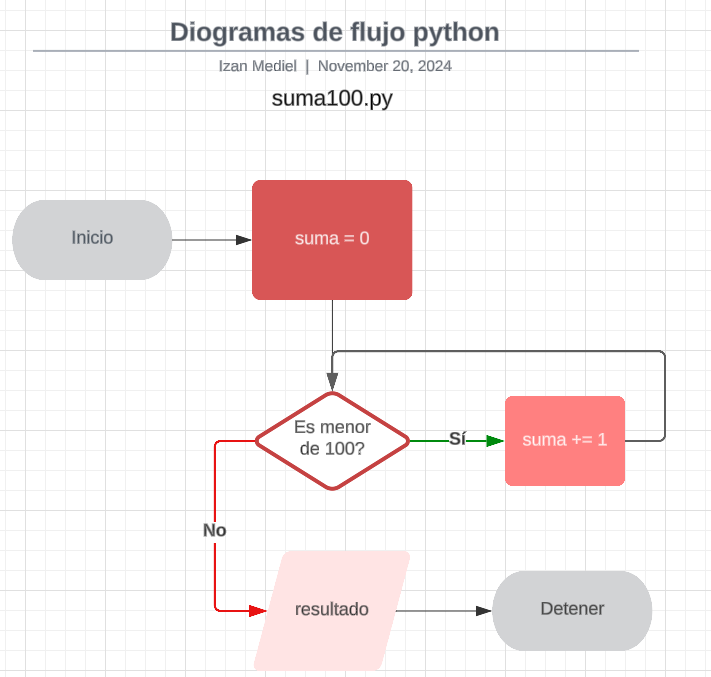 Diagramas de flujo python
Izan Mediel | November 20, 2024
suma100.py
Inicio
suma = 0
Es menor
de 100?
Sí
suma += 1
No
resultado
Detener